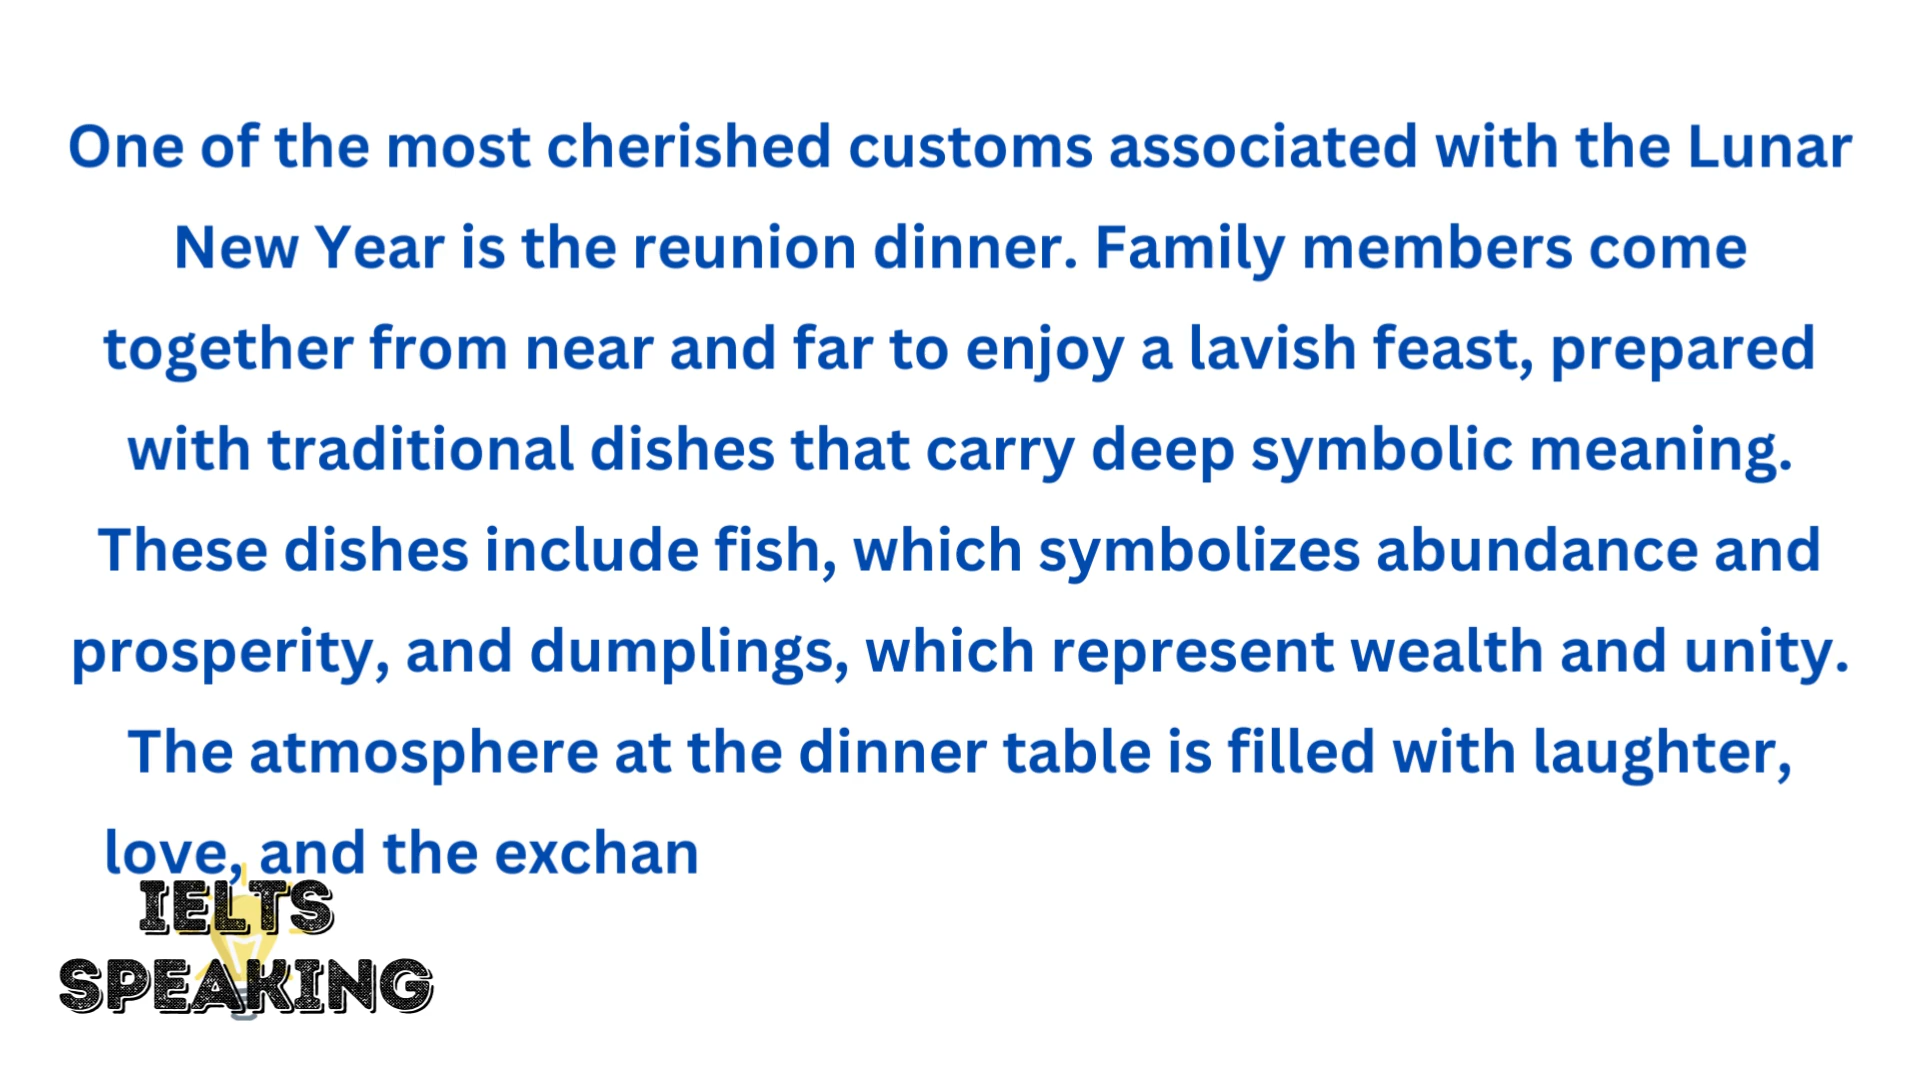 One of the most cherished customs associated with the Lunar
New Year is the reunion dinner. Family members come
together from near and far to enjoy a lavish feast, prepared
with traditional dishes that carry deep symbolic meaning.
These dishes include fish, which symbolizes abundance and
prosperity, and dumplings, which represent wealth and unity.
The atmosphere at the dinner table is filled with laughter,
love, and the exchan
IELTS
SPEAKING